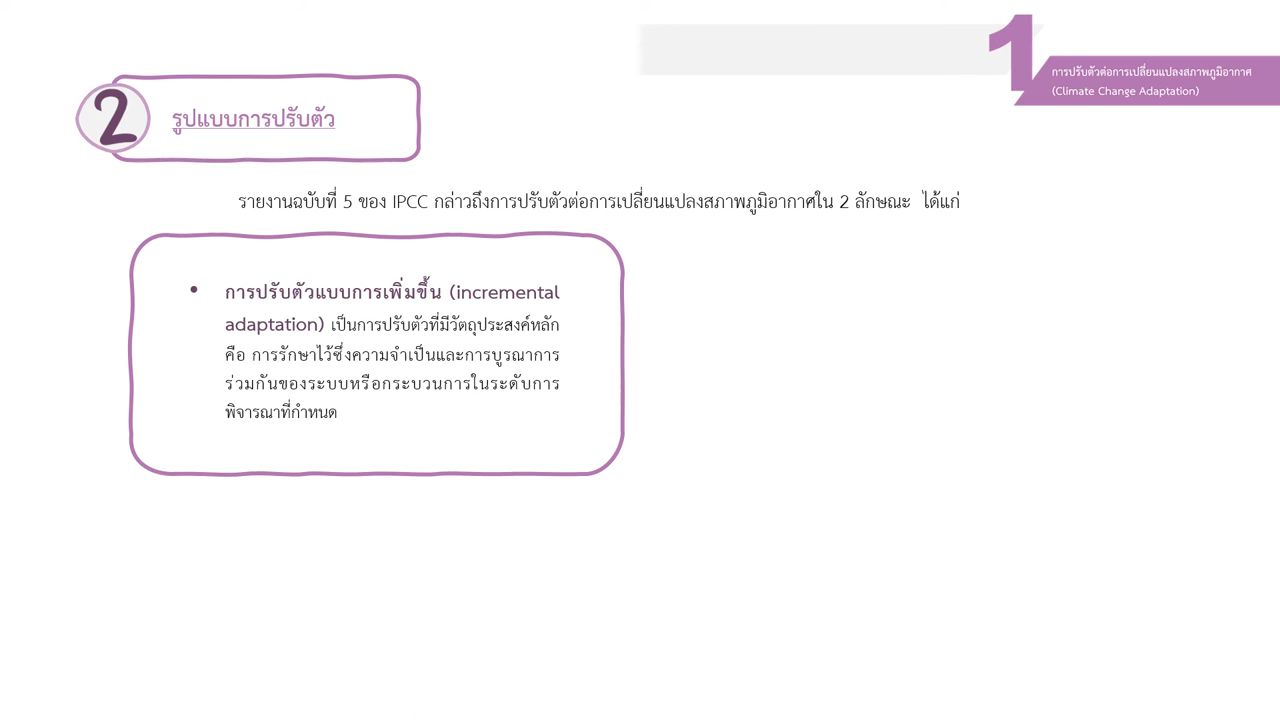 1
การปรับตัวต่อการเปลี่ยนแปลงสภาพภูมิอากาศ
(Climate Change Adaptation)
2
รูปแบบการปรับตัว
รายงานฉบับที่ 5 ของ IPCC กล่าวถึงการปรับตัวต่อการเปลี่ยนแปลงสภาพภูมิอากาศใน 2 ลักษณะ ได้แก่
• การปรับตัวแบบการเพิ่มขึ้น (incremental
adaptation) เป็นการปรับตัวที่มีวัตถุประสงค์หลัก
คือ การรักษาไว้ซึ่งความจำเป็นและการบูรณาการ
ร่วมกันของระบบหรือกระบวนการในระดับการ
พิจารณาที่กำหนด